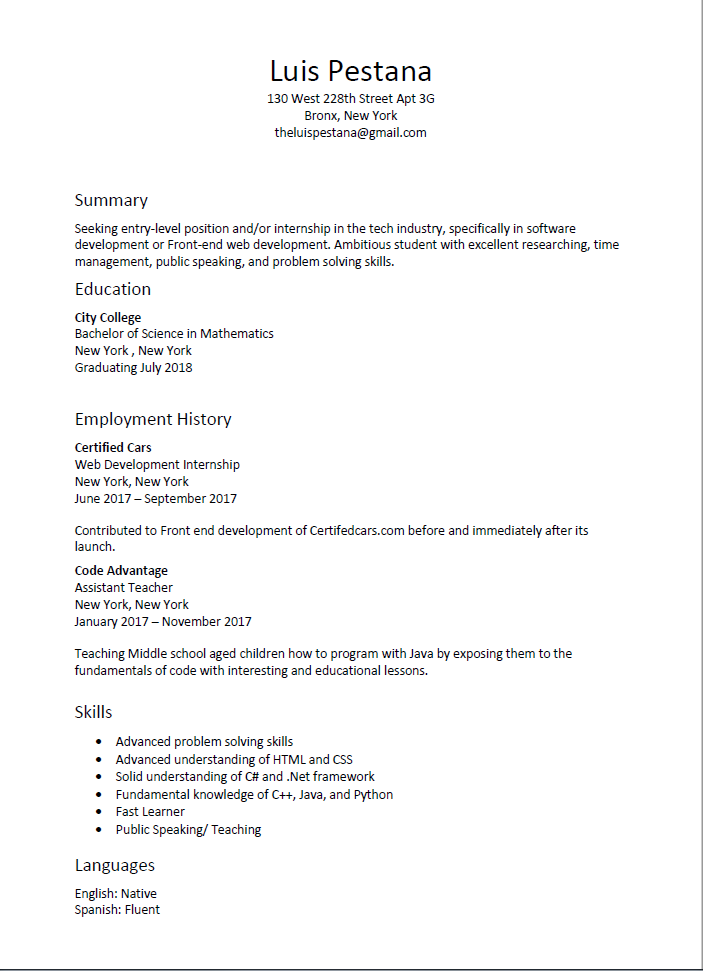 Luis Pestana
130 West 228th Street Apt 3G
Bronx, New York
theluispestana@gmail.com
Summary
Seeking entry-level position and/or internship in the tech industry, specifically in software
development or Front-end web development. Ambitious student with excellent researching, time
management, public speaking, and problem solving skills.
Education
City College
Bachelor of Science in Mathematics
New York , New York
Graduating July 2018
Employment History
Certified Cars
Web Development Internship
New York, New York
June 2017 – September 2017
Contributed to Front end development of Certifedcars.com before and immediately after its
launch.
Code Advantage
Assistant Teacher
New York, New York
January 2017 – November 2017
Teaching Middle school aged children how to program with Java by exposing them to the
fundamentals of code with interesting and educational lessons.
Skills
• Advanced problem solving skills
• Advanced understanding of HTML and CSS
• Solid understanding of C# and .Net framework
• Fundamental knowledge of C++, Java, and Python
• Fast Learner
• Public Speaking/ Teaching
Languages
English: Native
Spanish: Fluent